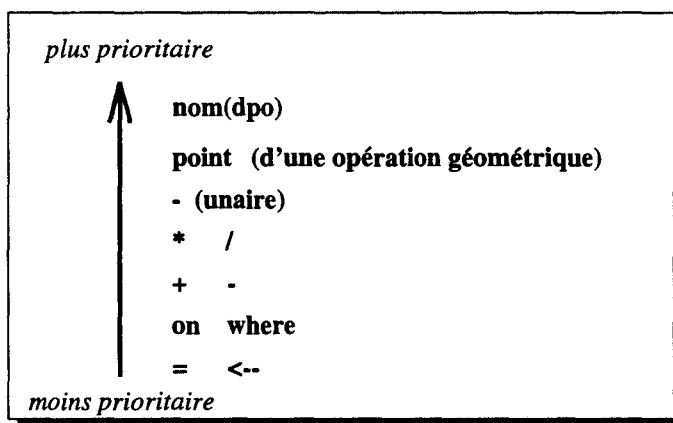 plus prioritaire
nom(dpo)
point (d'une opération géométrique)
- (unaire)
* /
+ -
on where
= <--
moins prioritaire